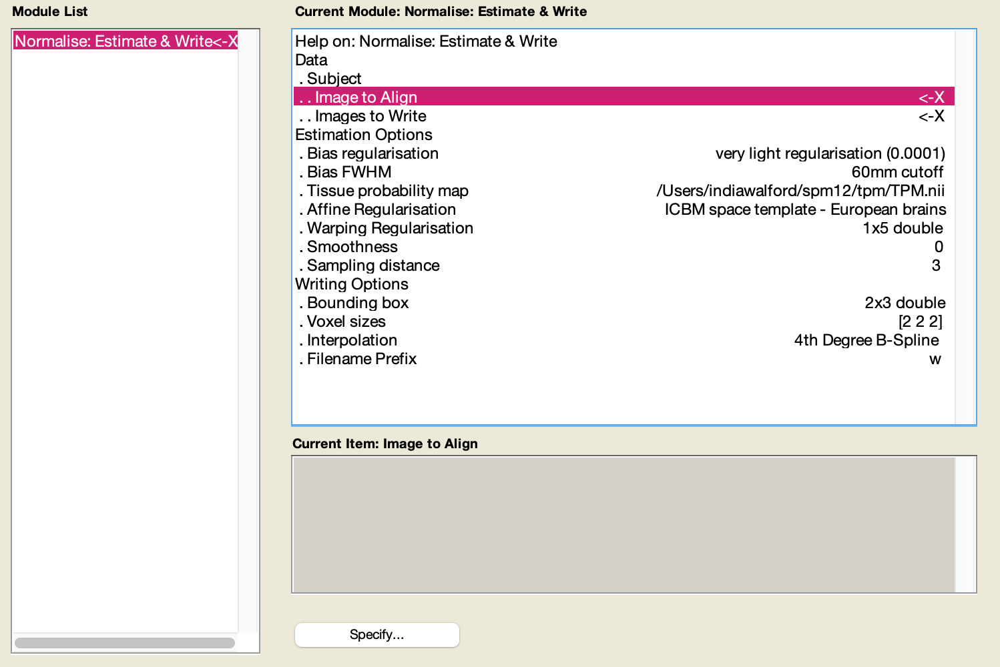 Module List
Normalise: Estimate & Write<-X
Current Module: Normalise: Estimate & Write
Help on: Normalise: Estimate & Write
Data
. Subject
. . Image to Align <-X
. . Images to Write <-X
Estimation Options
. Bias regularisation very light regularisation (0.0001)
. Bias FWHM 60mm cutoff
. Tissue probability map /Users/indiawalford/spm12/tpm/TPM.nii
. Affine Regularisation ICBM space template - European brains
. Warping Regularisation 1x5 double
. Smoothness 0
. Sampling distance 3
Writing Options
. Bounding box 2x3 double
. Voxel sizes [2 2 2]
. Interpolation 4th Degree B-Spline
. Filename Prefix w
Current Item: Image to Align
Specify...